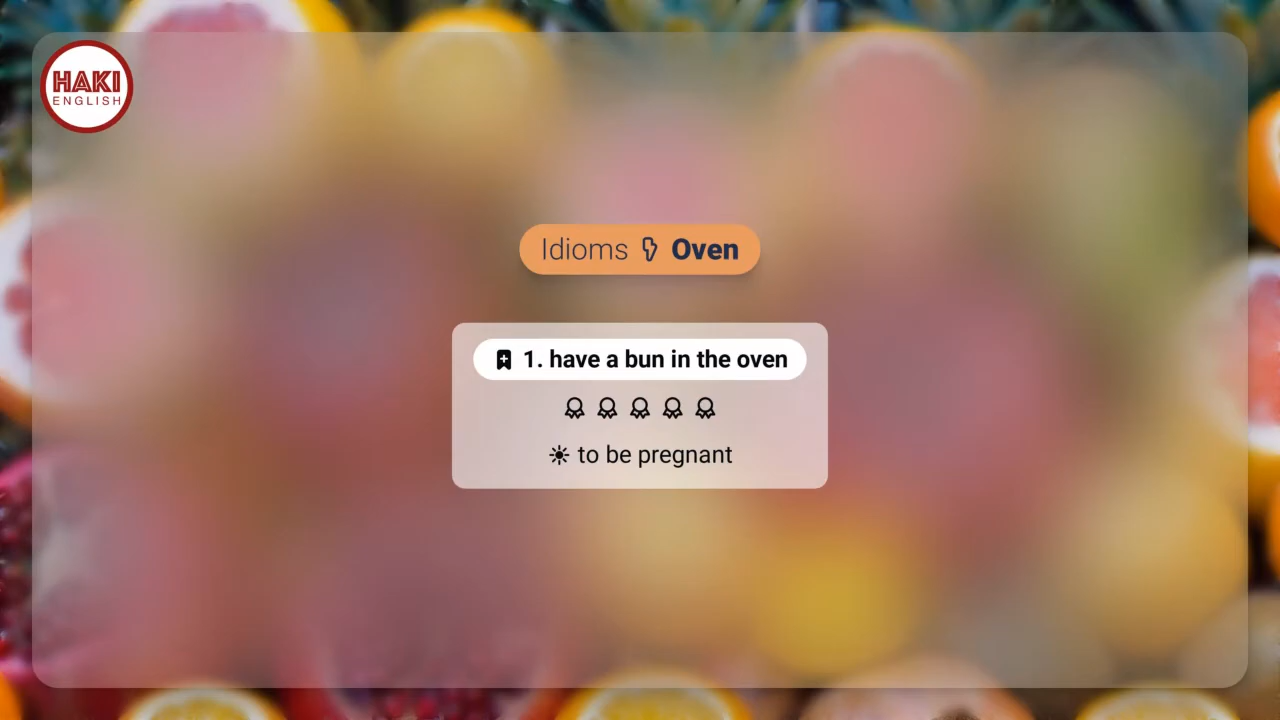 HAKI
ENGLISH
Idioms Oven
1. have a bun in the oven
to be pregnant